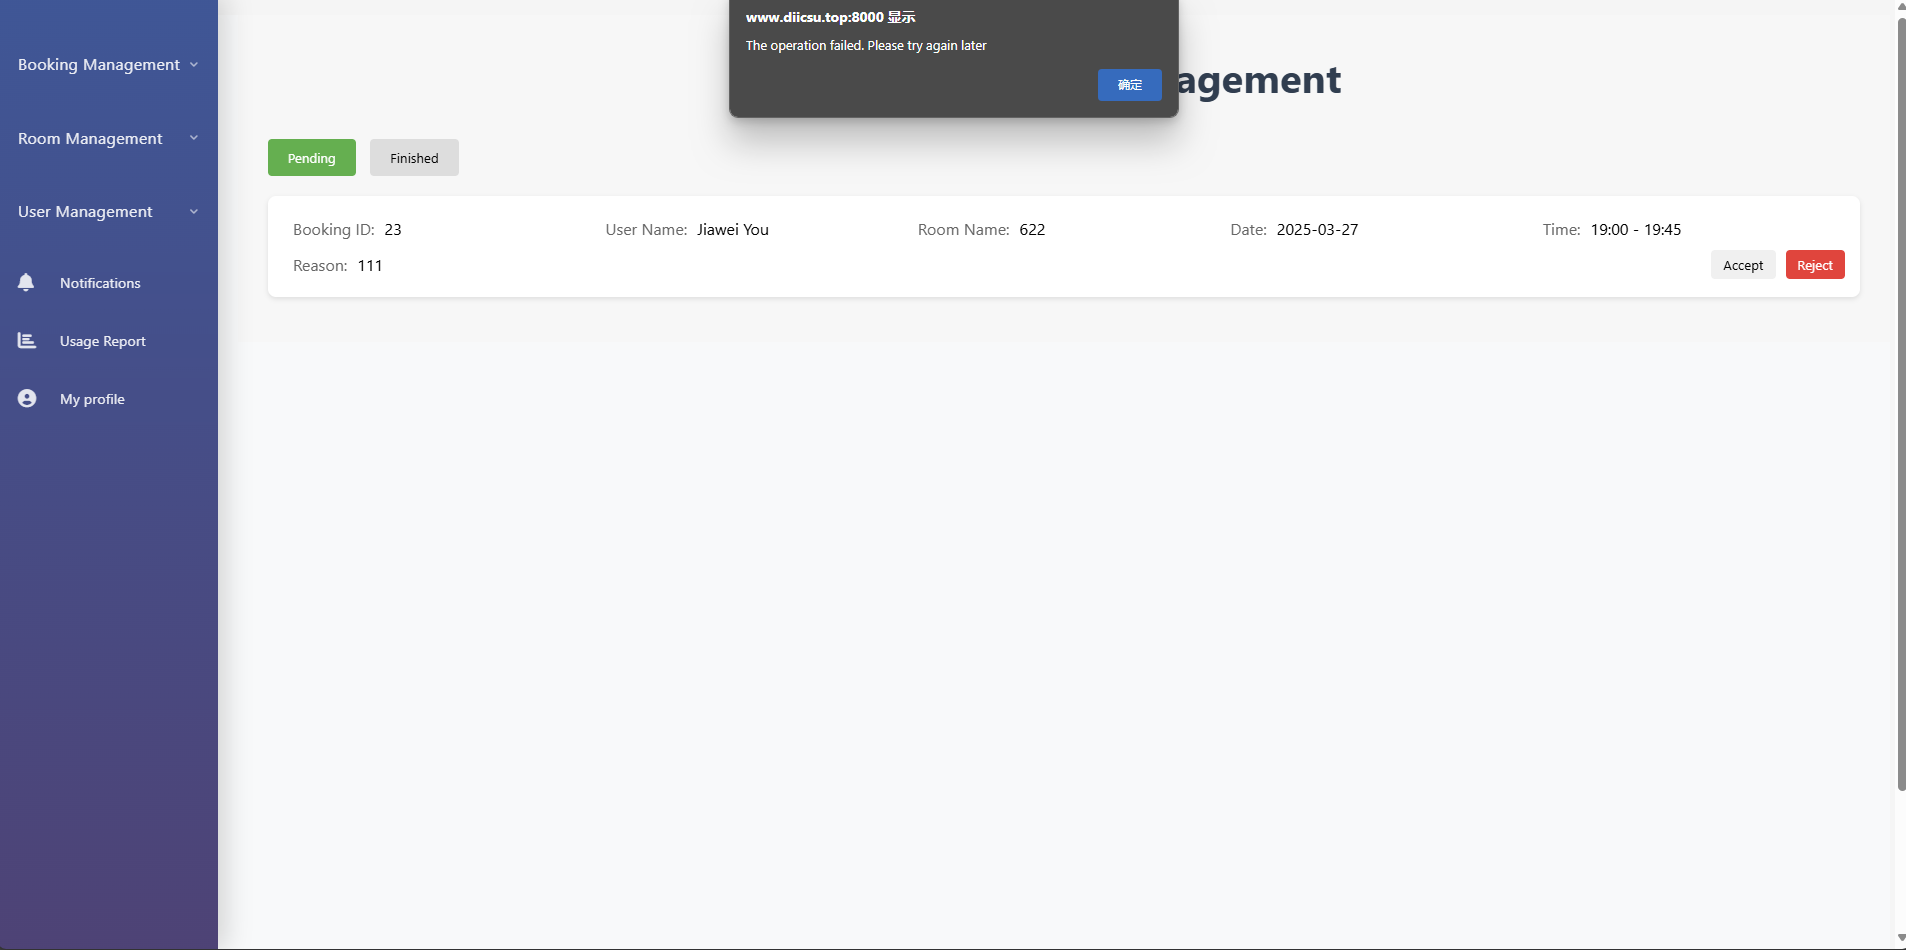 www.diicsu.top:8000 显示
The operation failed. Please try again later
确定
agement
Booking Management
Room Management
User Management
Notifications
Usage Report
My profile
Pending
Finished
Booking ID: 23
User Name: Jiawei You
Room Name: 622
Date: 2025-03-27
Time: 19:00 - 19:45
Reason: 111
Accept
Reject